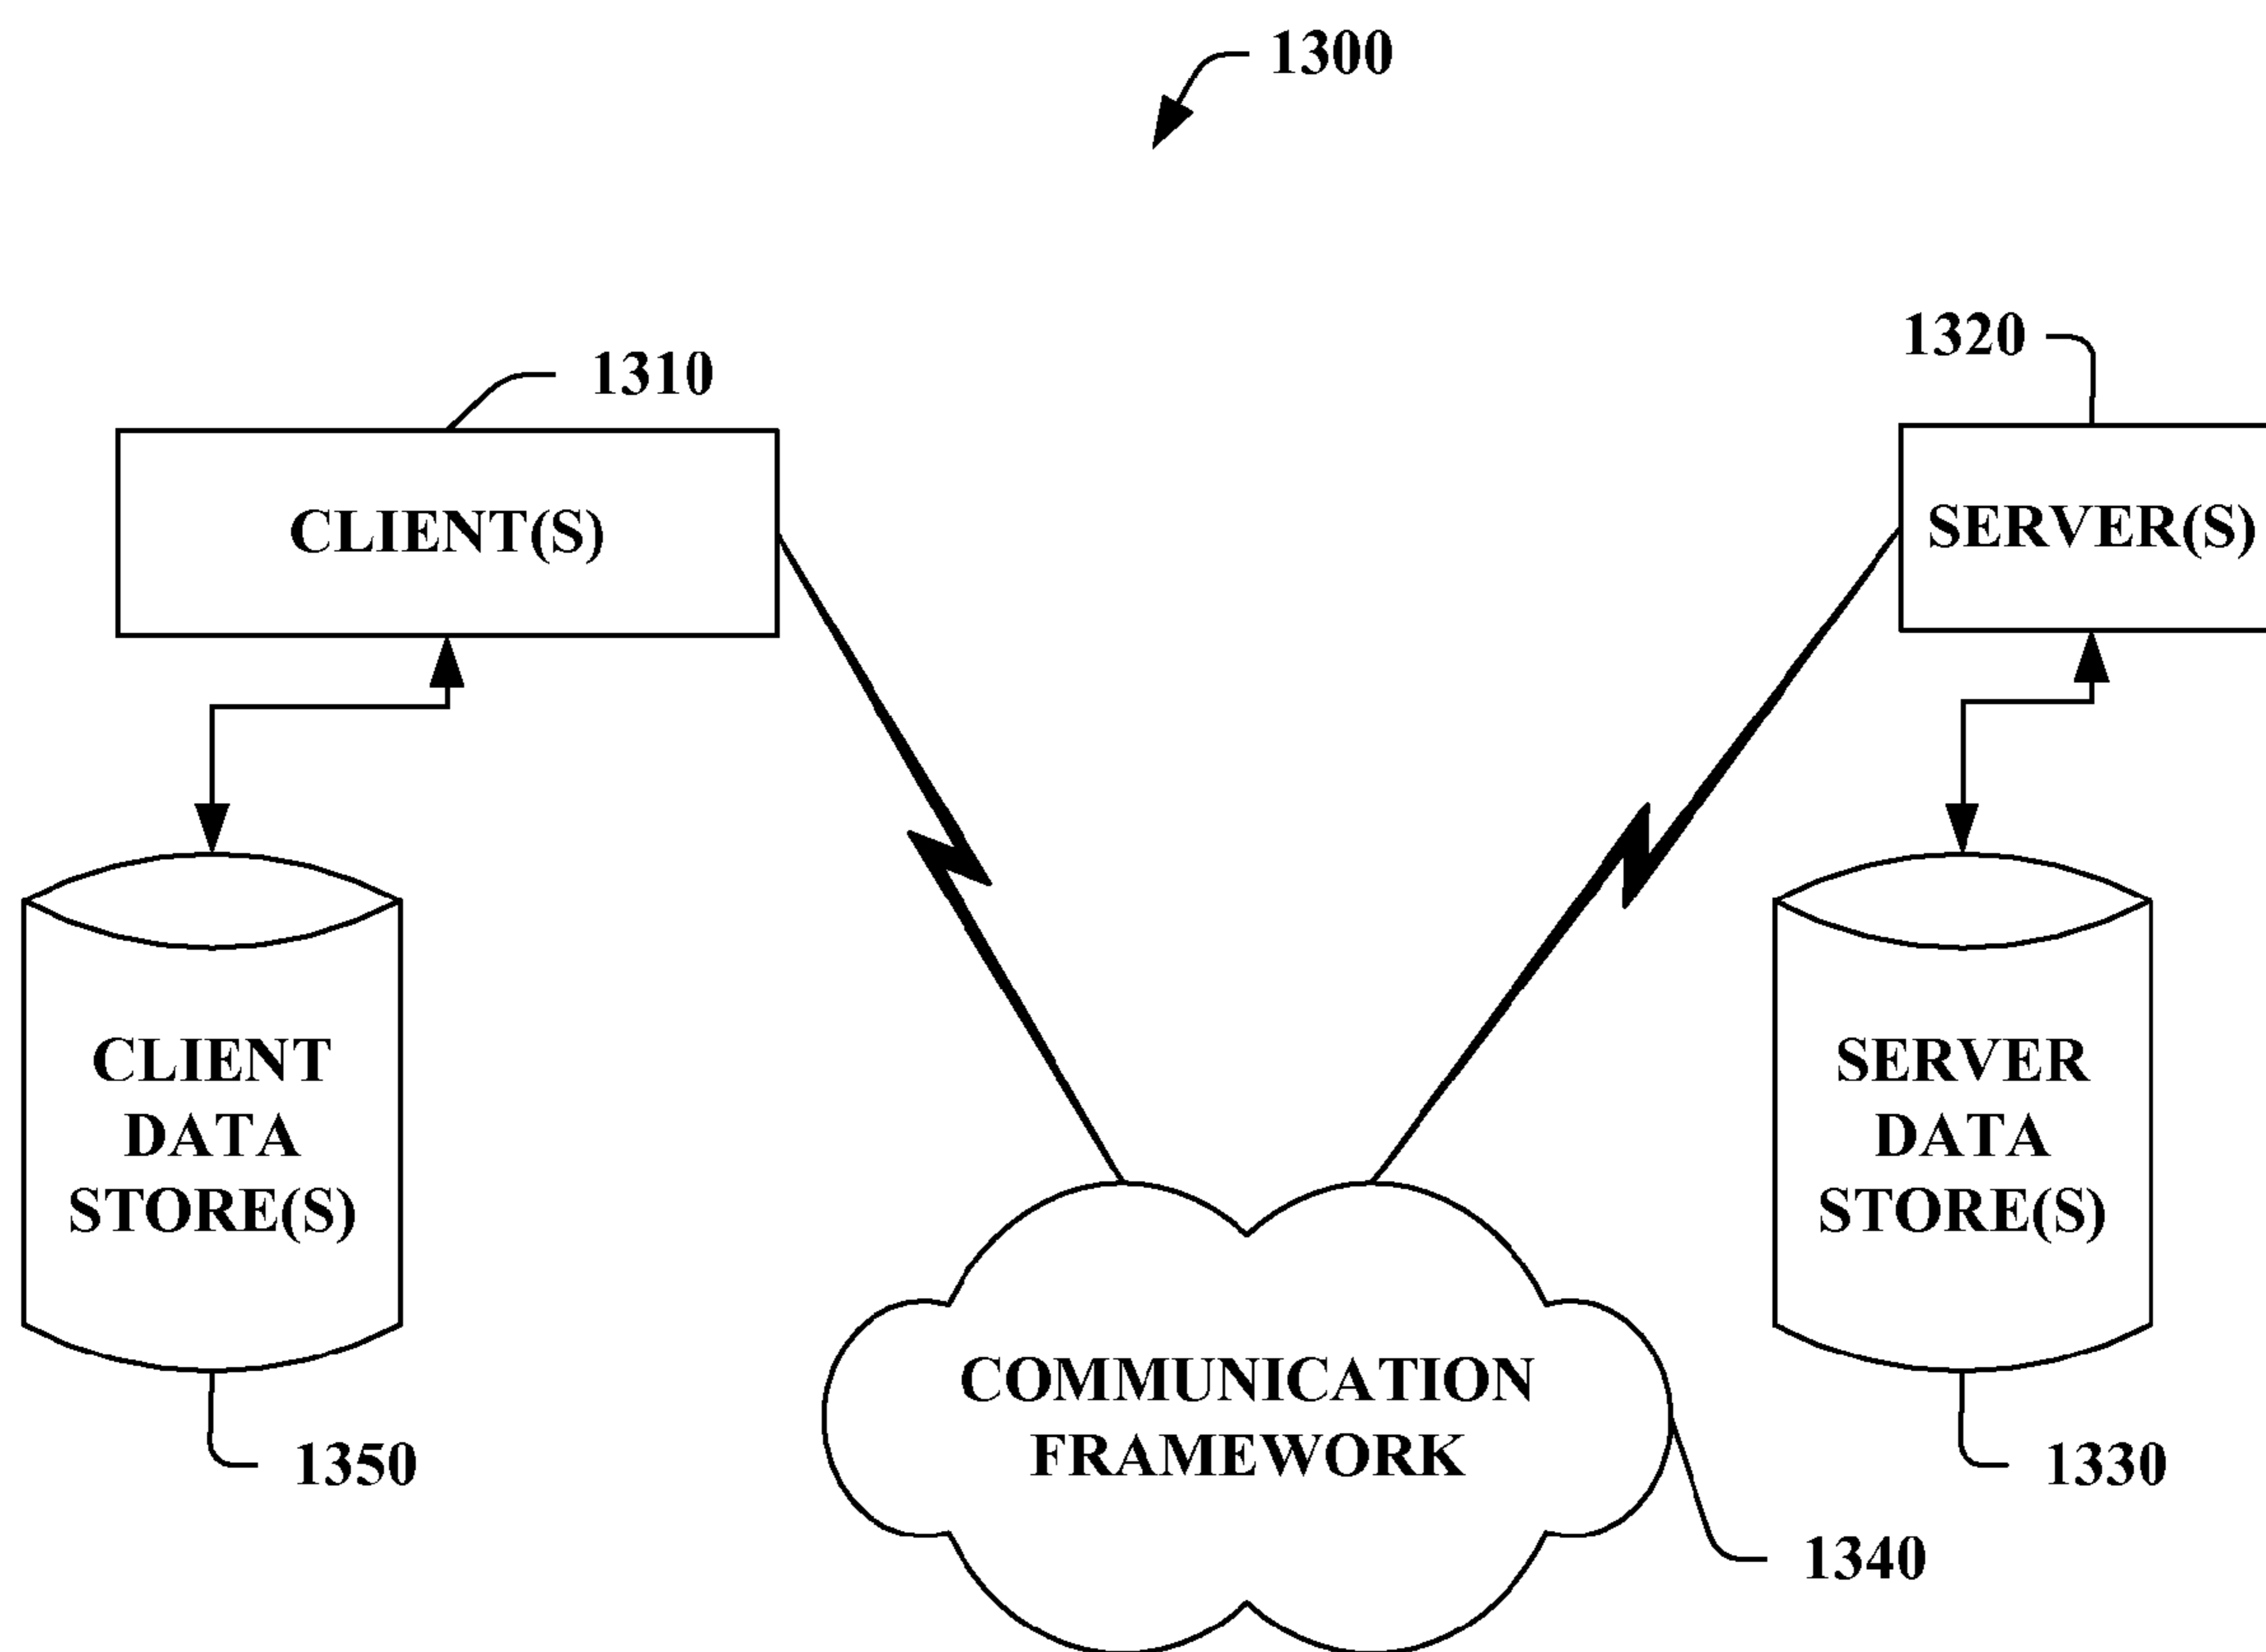 1300
1310
1320
CLIENT(S)
SERVER(S)
CLIENT
DATA
STORE(S)
SERVER
DATA
STORE(S)
COMMUNICATION
FRAMEWORK
1350
1330
1340